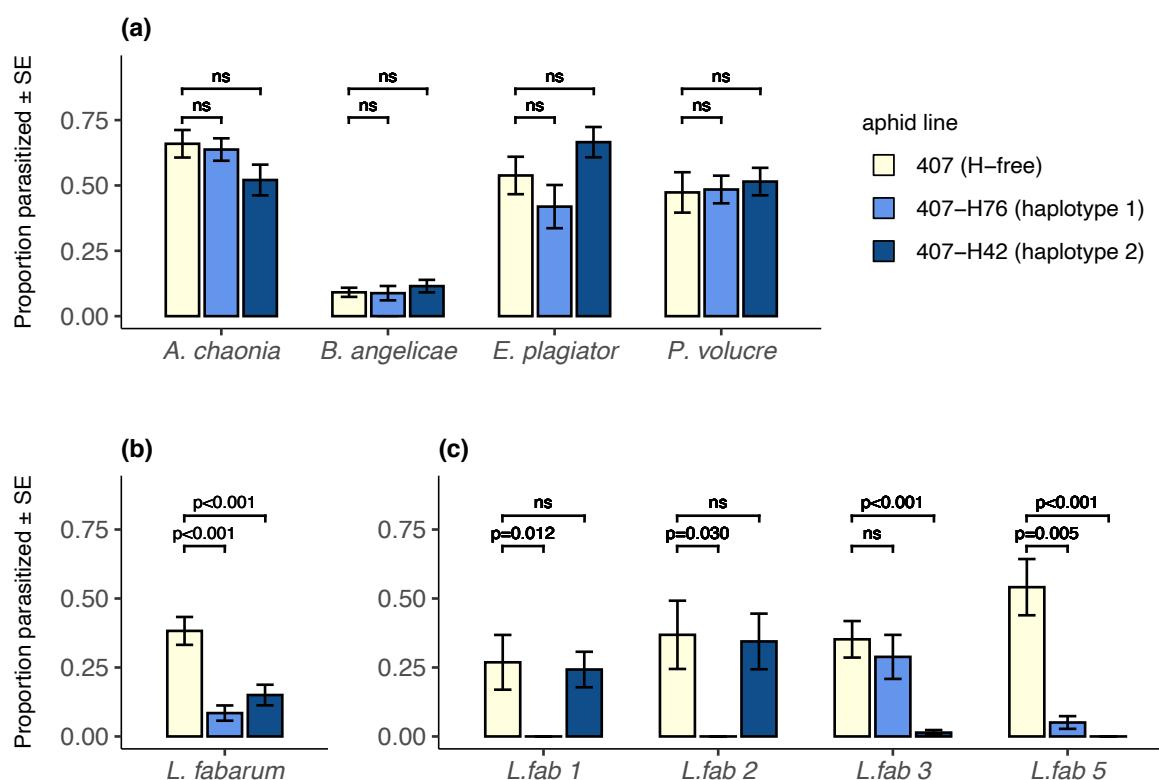 (a)
Proportion parasitized ± SE
0.75
0.50
0.25
0.00
ns
ns
ns
ns
ns
ns
ns
ns
A. chaonia
B. angelicae
E. plagiator
P. volucre
aphid line
407 (H−free)
407−H76 (haplotype 1)
407−H42 (haplotype 2)
(b)
Proportion parasitized ± SE
0.75
0.50
0.25
0.00
p<0.001
p<0.001
L. fabarum
(c)
0.75
0.50
0.25
0.00
ns
p=0.012
ns
p=0.030
p<0.001
ns
p<0.001
p=0.005
L.fab 1
L.fab 2
L.fab 3
L.fab 5